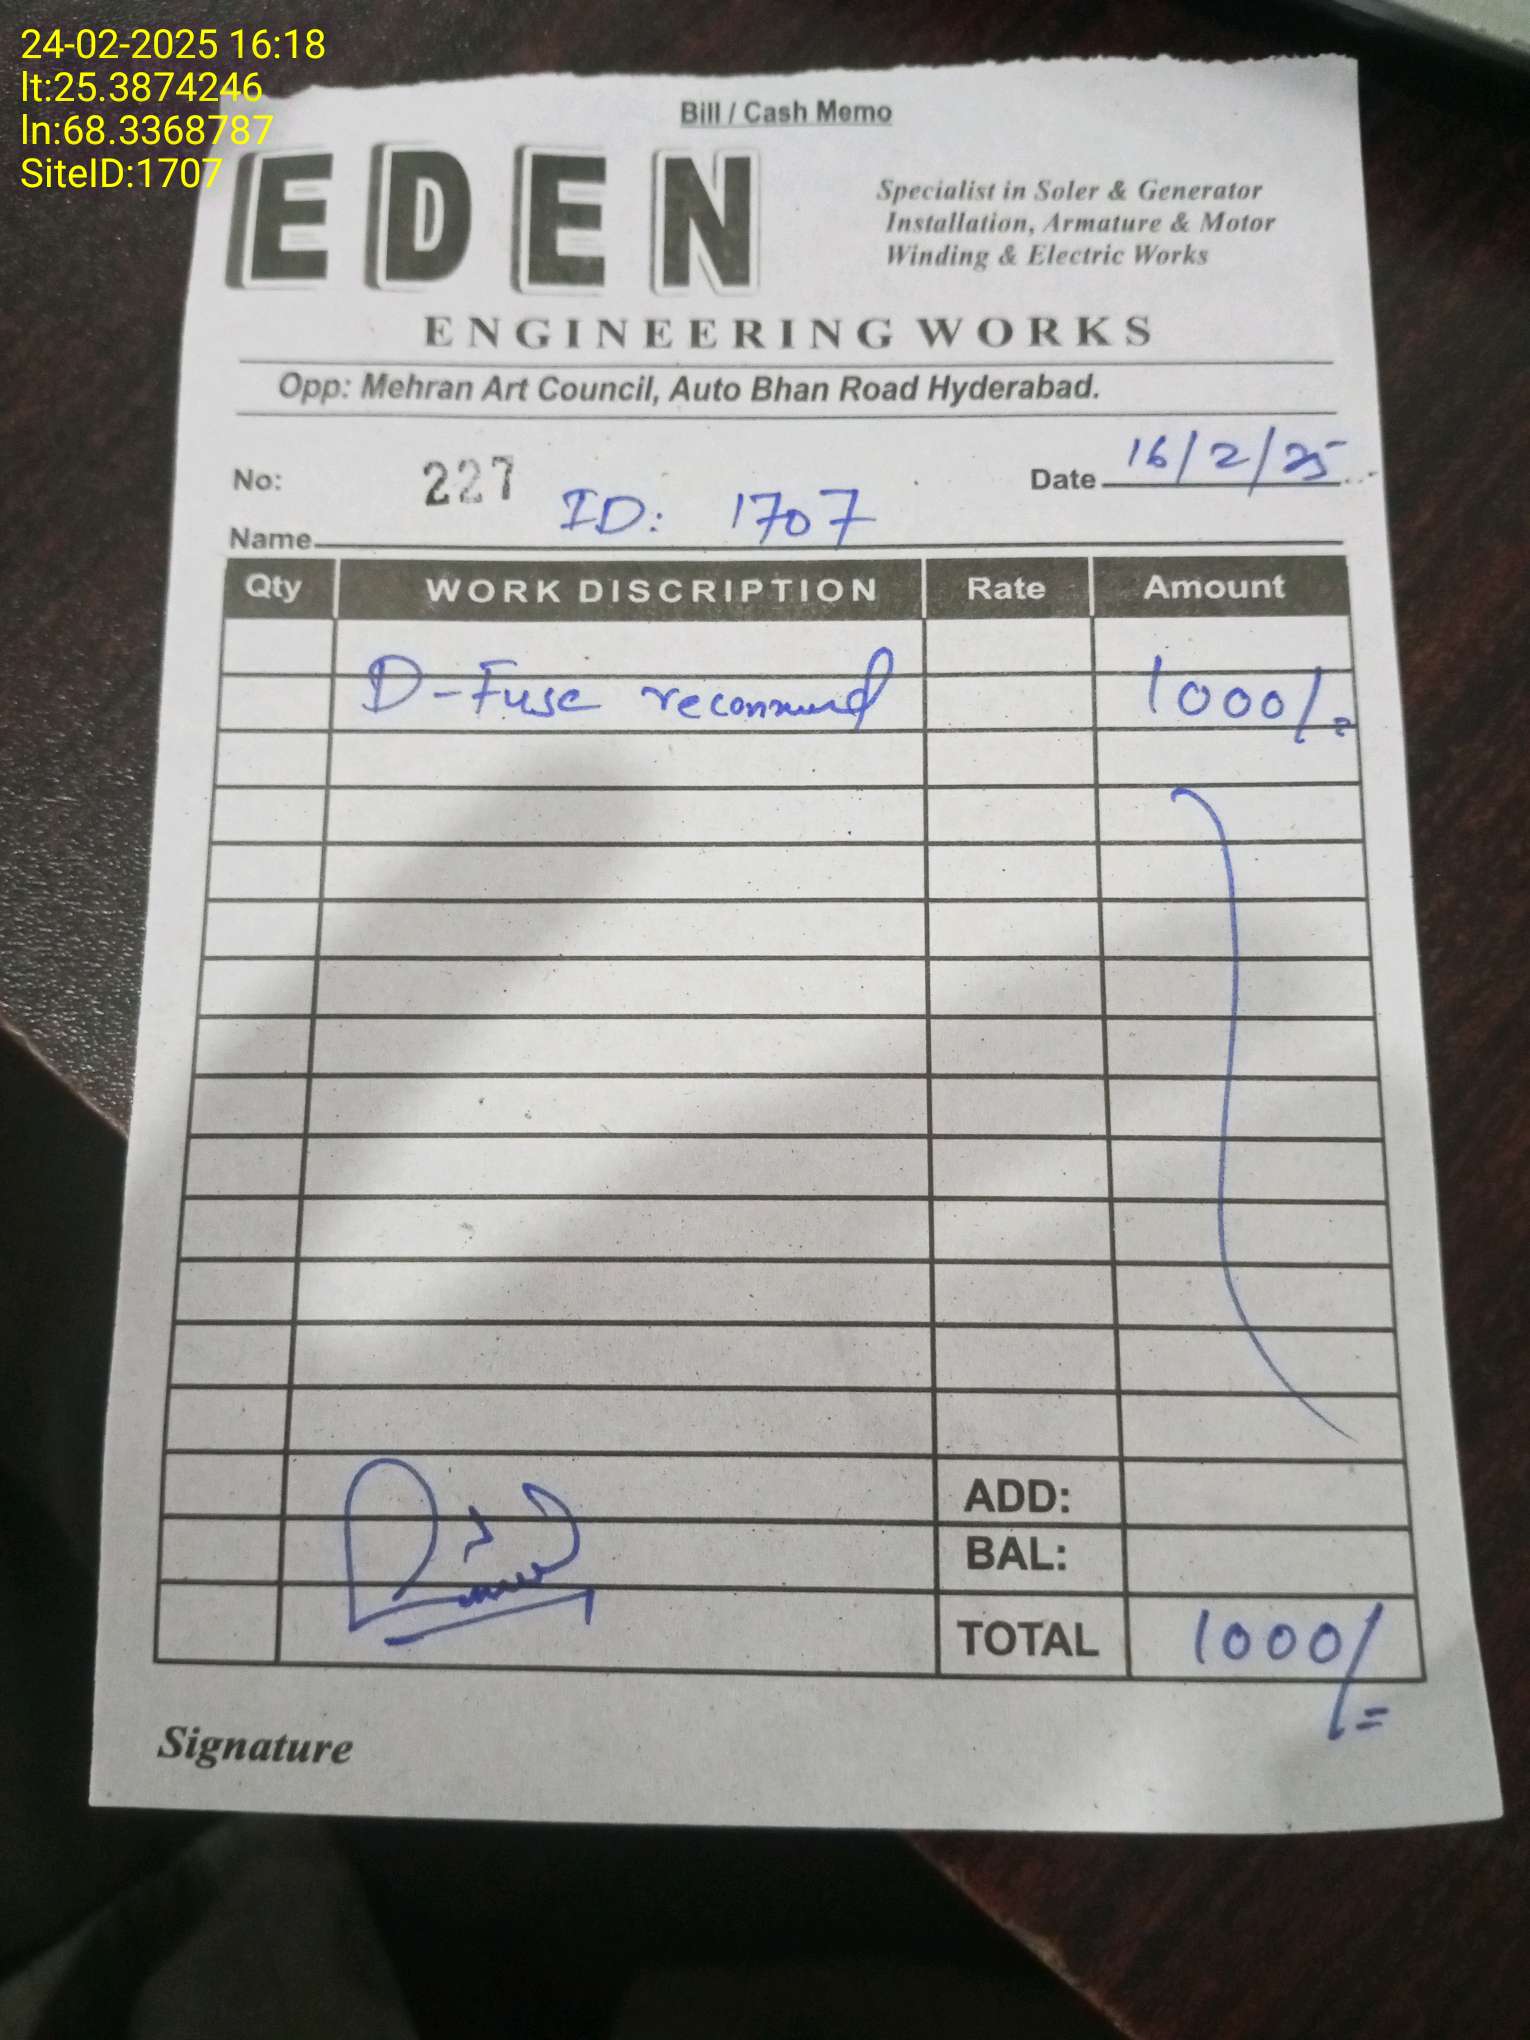 24-02-2025 16:18
lt:25.3874246
ln:68.3368787
SiteID:1707
Bill / Cash Memo
EDEN
Specialist in Soler & Generator
Installation, Armature & Motor
Winding & Electric Works
ENGINEERING WORKS
Opp: Mehran Art Council, Auto Bhan Road Hyderabad.
No: 227 Date 16/2/25
Name ID: 1707
Qty WORK DISCRIPTION Rate Amount
D-Fuse 1000/=
ADD:
BAL:
TOTAL 1000/=
Signature